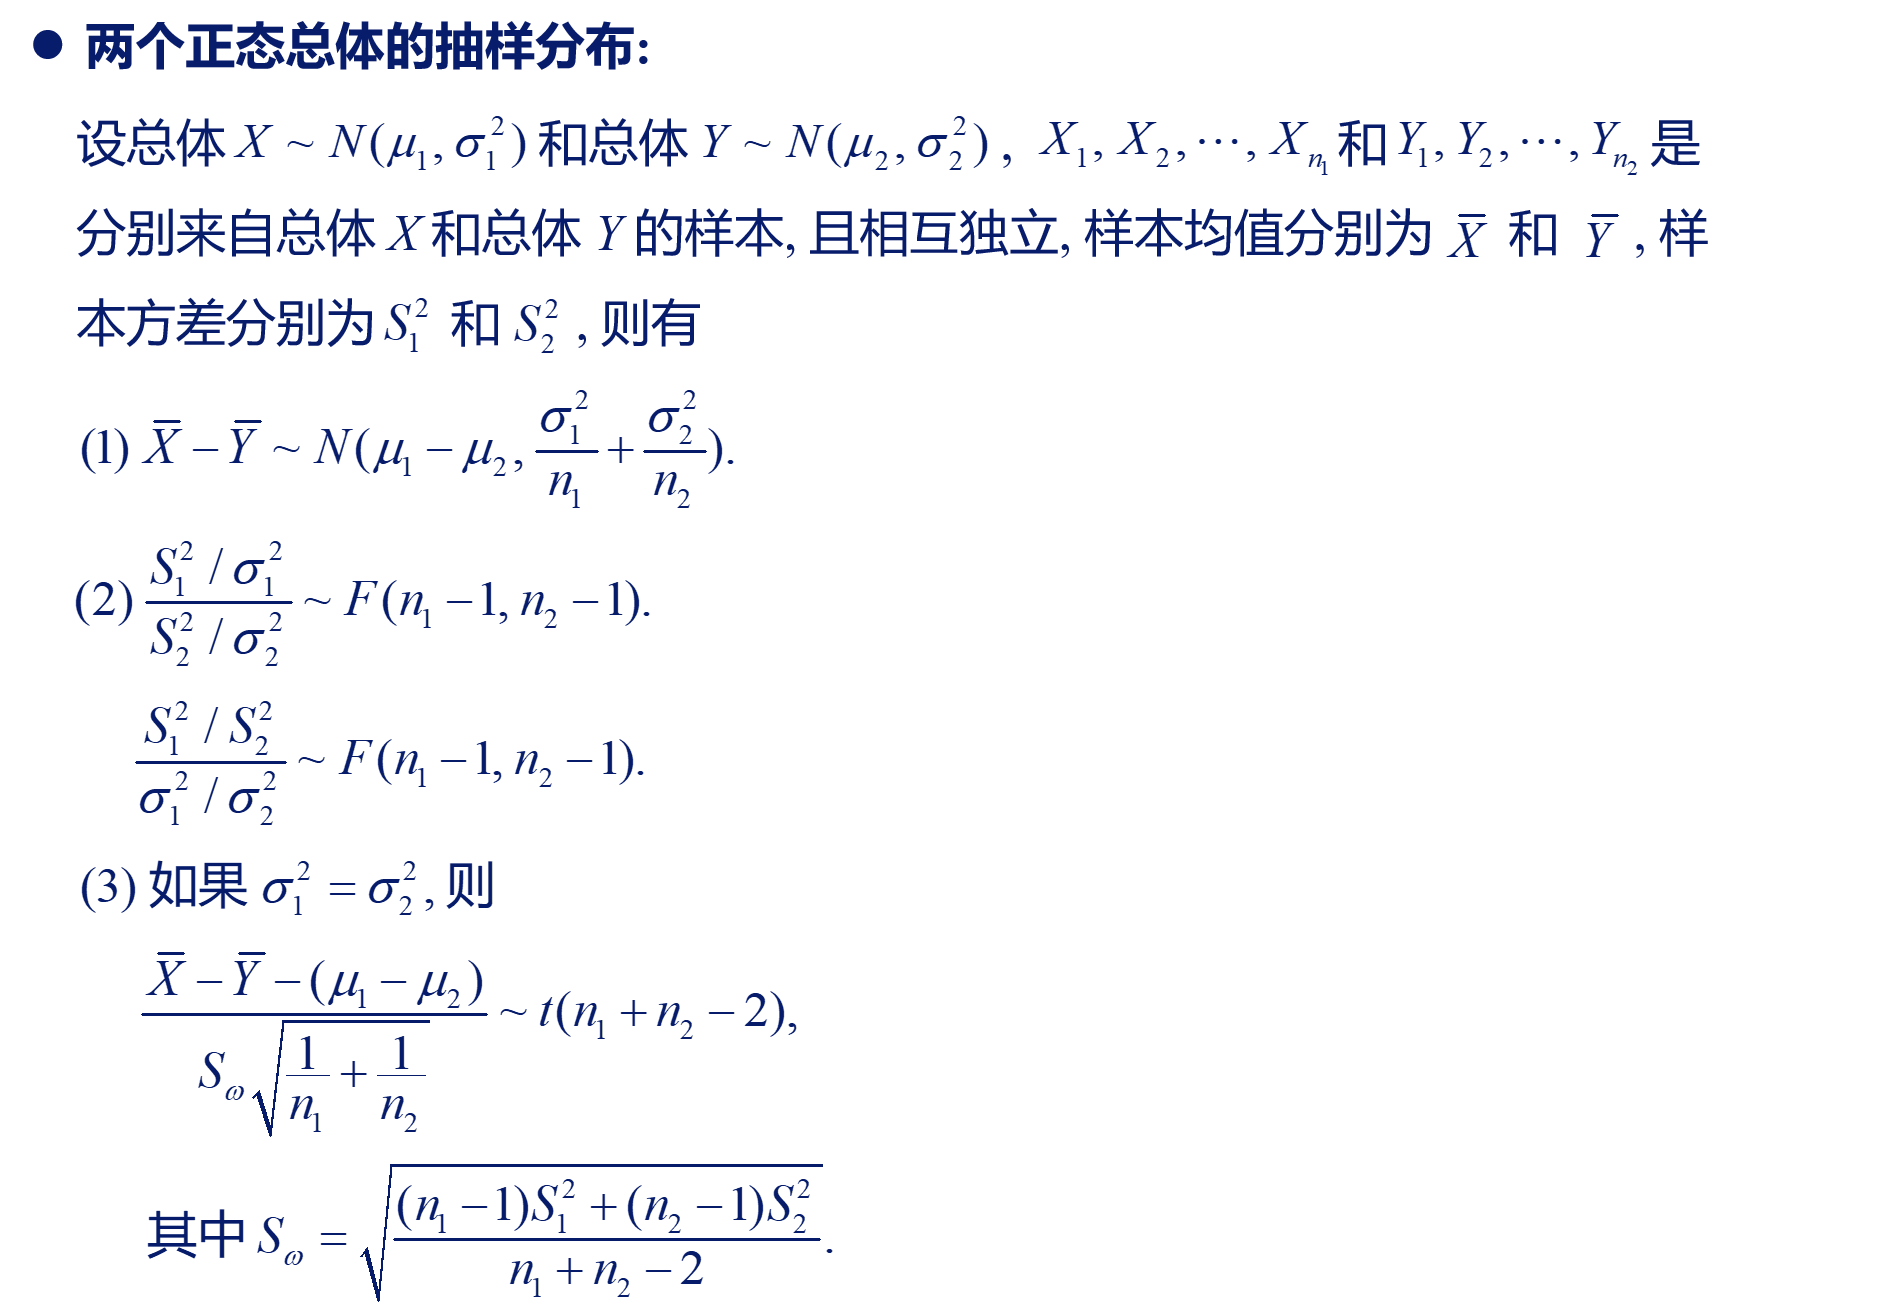 ● 两个正态总体的抽样分布:
设总体 $X \sim N(\mu_1, \sigma_1^2)$ 和总体 $Y \sim N(\mu_2, \sigma_2^2)$ , $X_1, X_2, \cdots, X_{n_1}$ 和 $Y_1, Y_2, \cdots, Y_{n_2}$ 是
分别来自总体 $X$ 和总体 $Y$ 的样本, 且相互独立, 样本均值分别为 $\overline{X}$ 和 $\overline{Y}$ , 样
本方差分别为 $S_1^2$ 和 $S_2^2$ , 则有
(1) $\overline{X} - \overline{Y} \sim N(\mu_1 - \mu_2, \frac{\sigma_1^2}{n_1} + \frac{\sigma_2^2}{n_2}).$
(2) $\frac{S_1^2 / \sigma_1^2}{S_2^2 / \sigma_2^2} \sim F(n_1 - 1, n_2 - 1).$
$\frac{S_1^2 / S_2^2}{\sigma_1^2 / \sigma_2^2} \sim F(n_1 - 1, n_2 - 1).$
(3) 如果 $\sigma_1^2 = \sigma_2^2$, 则
$\frac{\overline{X} - \overline{Y} - (\mu_1 - \mu_2)}{S_\omega \sqrt{\frac{1}{n_1} + \frac{1}{n_2}}} \sim t(n_1 + n_2 - 2),$
其中 $S_\omega = \sqrt{\frac{(n_1 - 1)S_1^2 + (n_2 - 1)S_2^2}{n_1 + n_2 - 2}}.$